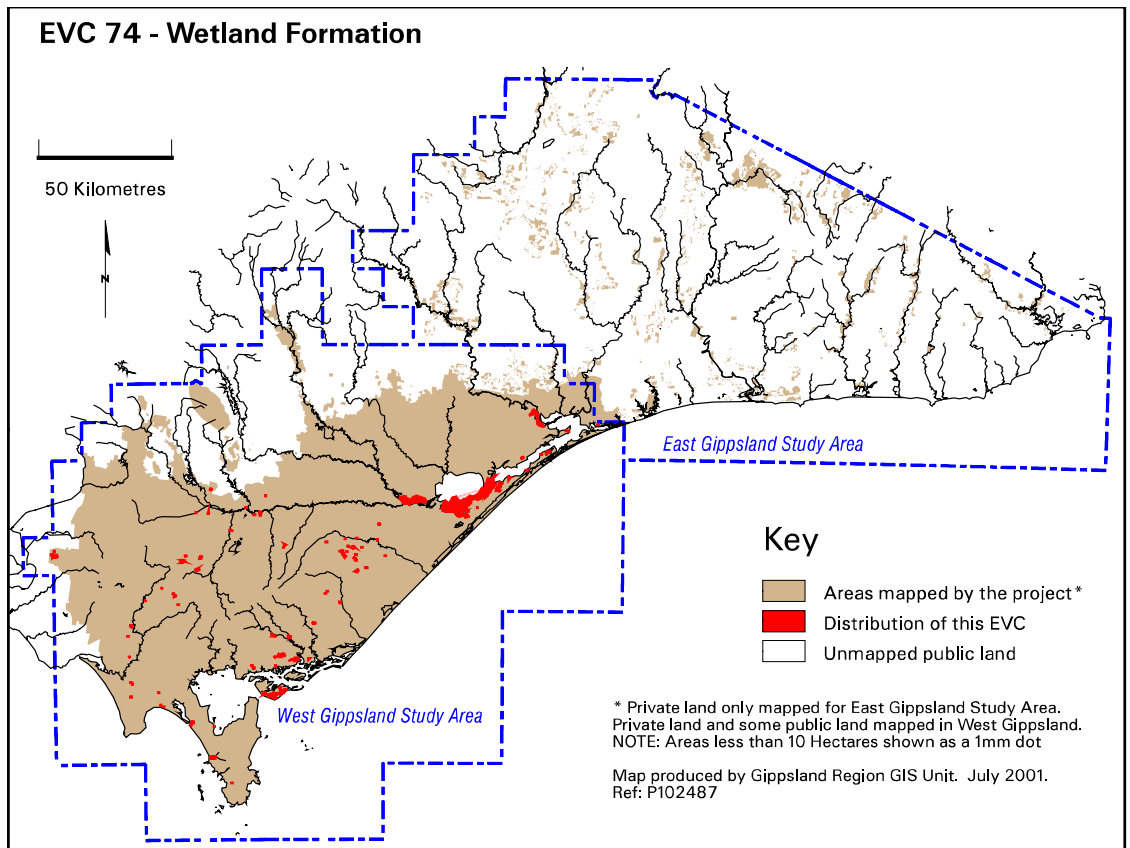 EVC 74 - Wetland Formation
50 Kilometres
N
East Gippsland Study Area
West Gippsland Study Area
Key
Areas mapped by the project*
Distribution of this EVC
Unmapped public land
* Private land only mapped for East Gippsland Study Area.
Private land and some public land mapped in West Gippsland.
NOTE: Areas less than 10 Hectares shown as a 1mm dot
Map produced by Gippsland Region GIS Unit. July 2001.
Ref: P102487